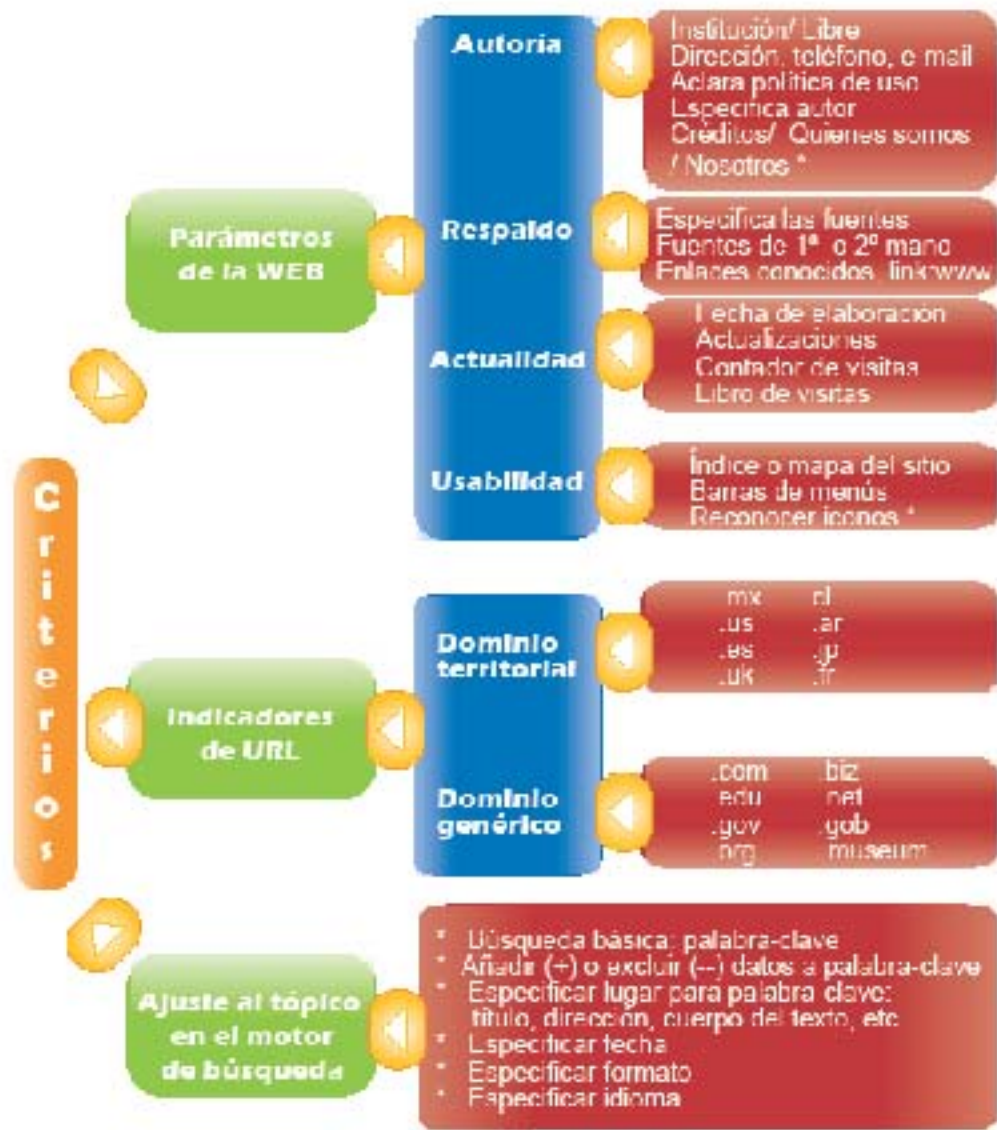 Criterios
Parámetros
de la WEB
Autoría
Institución/ Libre
Dirección, teléfono, e-mail
Aclara política de uso
Especifica autor
Créditos/ Quienes somos
/ Nosotros *
Respaldo
Especifica las fuentes
Fuentes de 1ª o 2ª mano
Enlaces conocidos link:www
Actualidad
Fecha de elaboración
Actualizaciones
Contador de visitas
Libro de visitas
Usabilidad
Índice o mapa del sitio
Barras de menús
Reconocer iconos *
Indicadores
de URL
Dominio
territorial
.mx .cl
.us .ar
.es .jp
.uk .fr
Dominio
genérico
.com .biz
.edu .net
.gov .gob
.org .museum
Ajuste al tópico
en el motor
de búsqueda
* Búsqueda básica: palabra-clave
* Añadir (+) o excluir (--) datos a palabra-clave
* Especificar lugar para palabra clave:
título, dirección, cuerpo del texto, etc
* Especificar fecha
* Especificar formato
* Especificar idioma